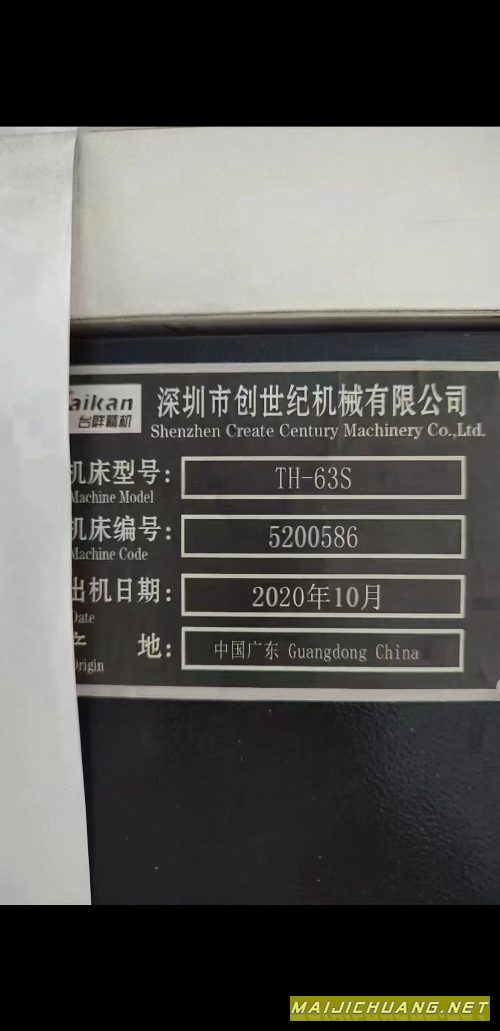 aikan
台群精机
深圳市创世纪机械有限公司
Shenzhen Create Century Machinery Co.,Ltd.
机床型号: TH-63S
Machine Model
机床编号: 5200586
Machine Code
出机日期: 2020年10月
Date
地: 中国广东 Guangdong China
Origin
MAIJICHUANG.NET